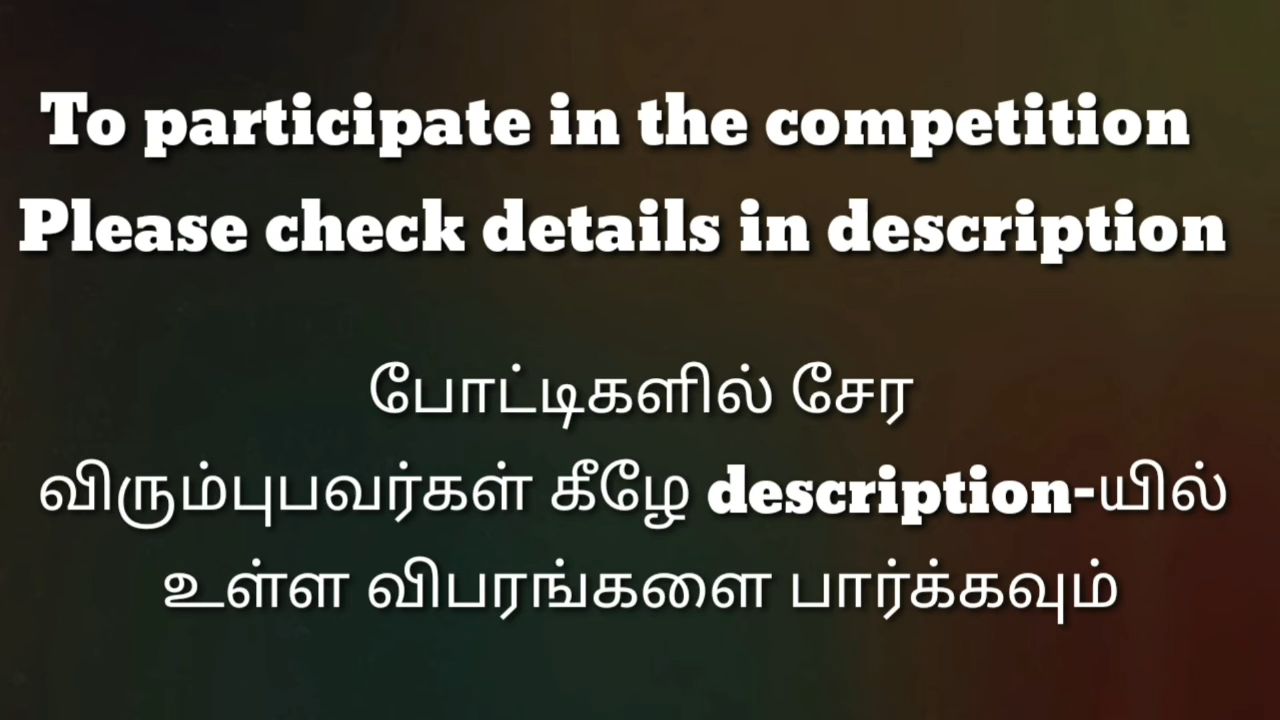 To participate in the competition
Please check details in description
போட்டிகளில் சேர
விரும்புபவர்கள் கீழே description-யில்
உள்ள விபரங்களை பார்க்கவும்